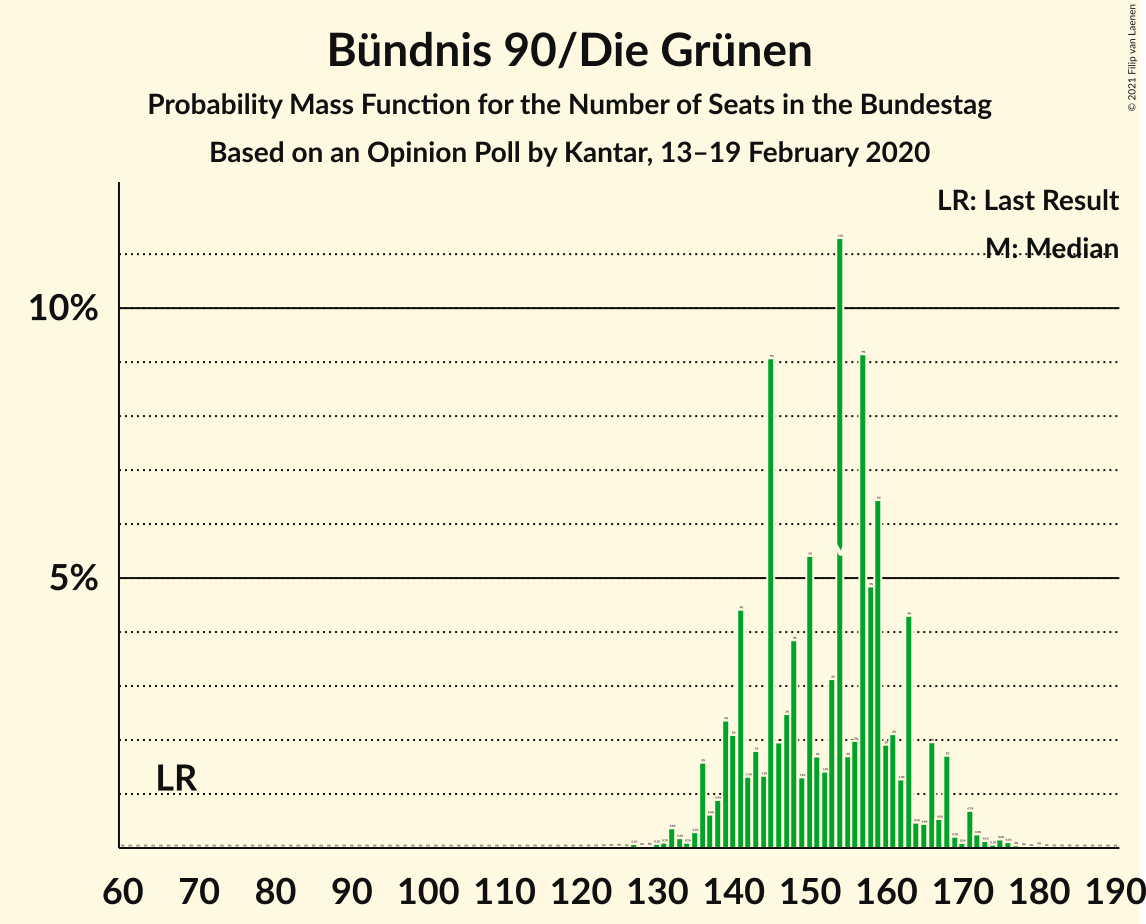 Bündnis 90/Die Grünen
Probability Mass Function for the Number of Seats in the Bundestag
Based on an Opinion Poll by Kantar, 13–19 February 2020
© 2021 Filip van Laenen
LR: Last Result
M: Median
10%
5%
LR
60 70 80 90 100 110 120 130 140 150 160 170 180 190